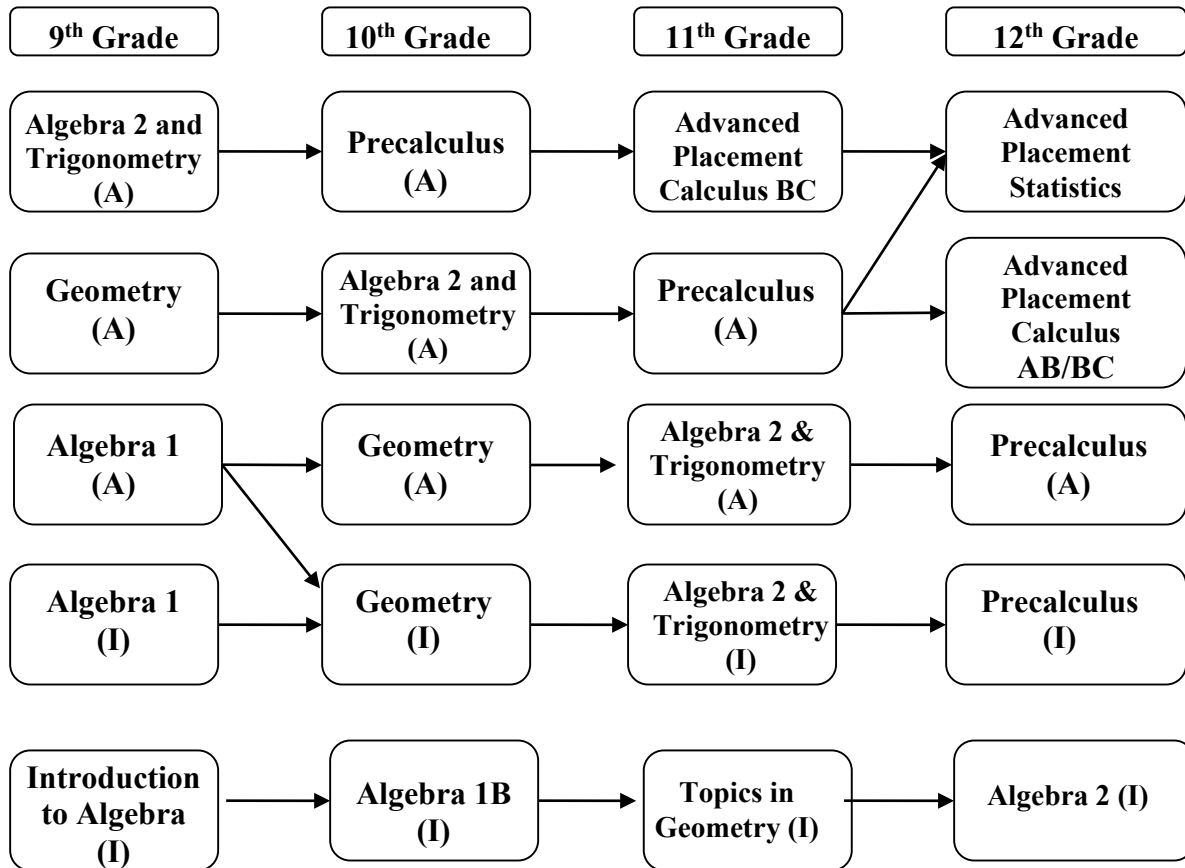 9th Grade
10th Grade
11th Grade
12th Grade
Algebra 2 and
Trigonometry
(A)
Precalculus
(A)
Advanced
Placement
Calculus BC
Advanced
Placement
Statistics
Geometry
(A)
Algebra 2 and
Trigonometry
(A)
Precalculus
(A)
Advanced
Placement
Calculus
AB/BC
Algebra 1
(A)
Geometry
(A)
Algebra 2 &
Trigonometry
(A)
Precalculus
(A)
Algebra 1
(I)
Geometry
(I)
Algebra 2 &
Trigonometry
(I)
Precalculus
(I)
Introduction
to Algebra
(I)
Algebra 1B
(I)
Topics in
Geometry (I)
Algebra 2 (I)